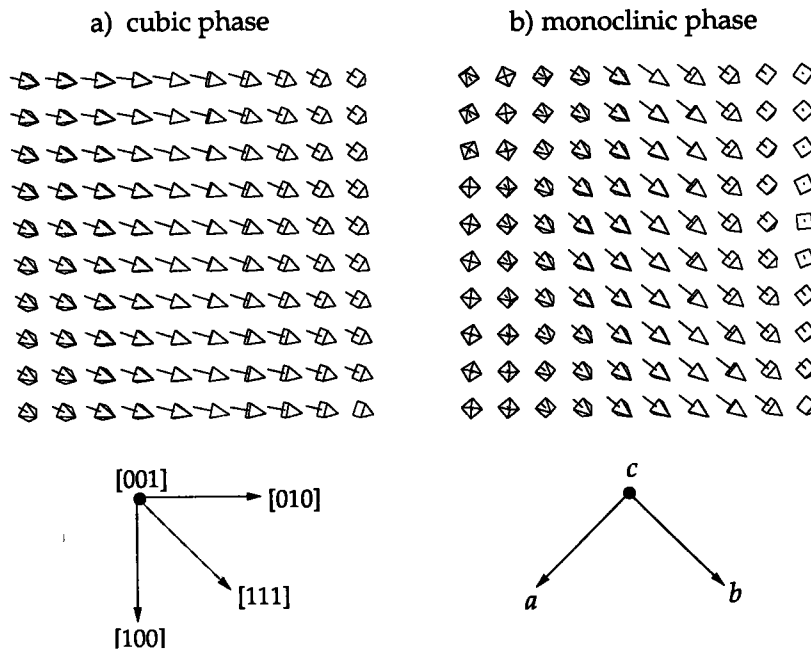 a) cubic phase
b) monoclinic phase
[001]
[010]
[111]
[100]
c
a
b